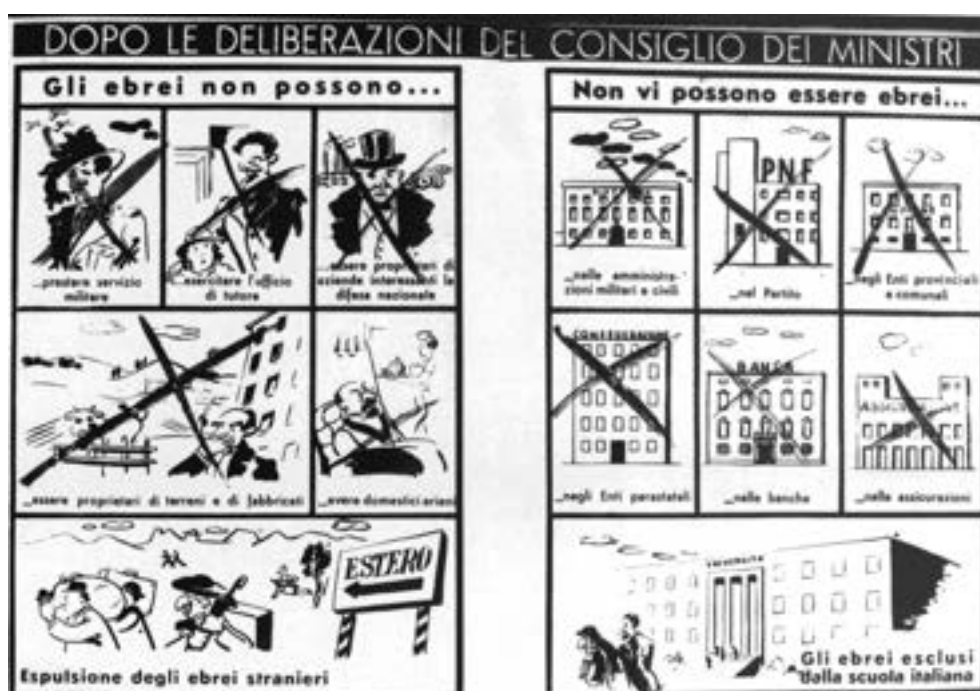 DOPO LE DELIBERAZIONI DEL CONSIGLIO DEI MINISTRI
Gli ebrei non possono...
...prestare servizio
militare
...esercitare l'ufficio
di tutore
...essere proprietari di
aziende interessanti la
difesa nazionale
...essere proprietari di terreni e di fabbricati
...avere domestici ariani
ESTERO
Espulsione degli ebrei stranieri
Non vi possono essere ebrei...
...nelle amministra-
zioni militari e civili
PNF
...nel Partito
...negli Enti provinciali
e comunali
...negli Enti parastatali
BANCA
...nelle banche
...nelle assicurazioni
UNIVERSITÀ
Gli ebrei esclusi
dalla scuola italiana